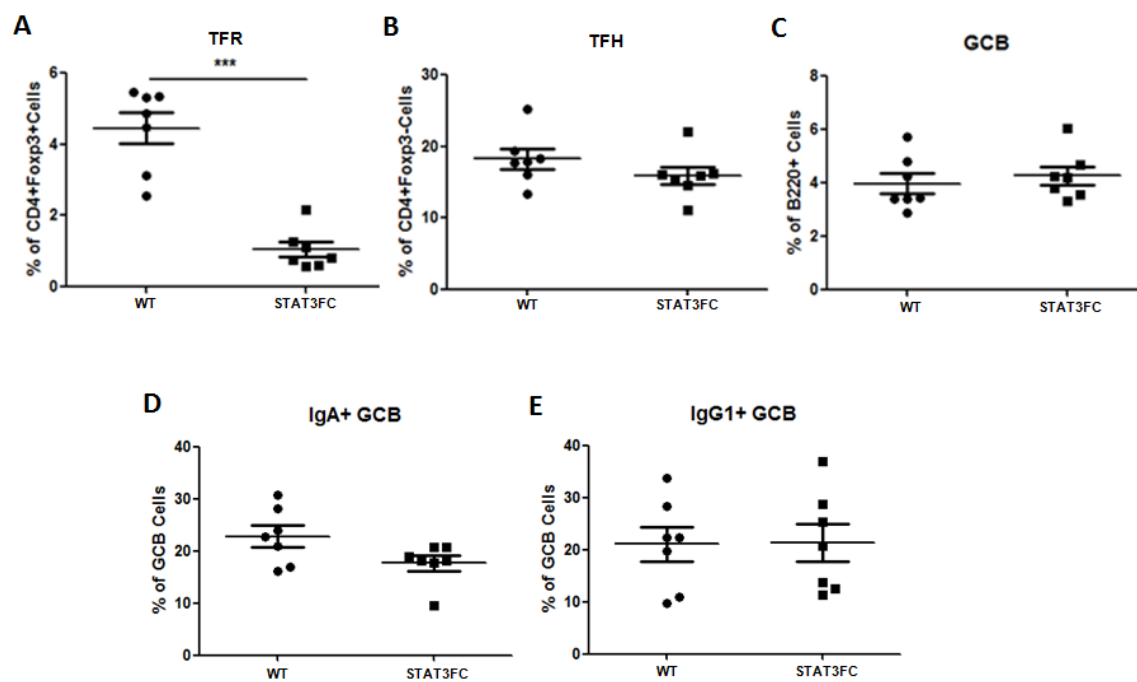 A
TFR
***
% of CD4+Foxp3+Cells
6
4
2
0
WT
STAT3FC
B
TFH
% of CD4+Foxp3-Cells
30
20
10
0
WT
STAT3FC
C
GCB
% of B220+ Cells
8
6
4
2
0
WT
STAT3FC
D
IgA+ GCB
% of GCB Cells
40
30
20
10
0
WT
STAT3FC
E
IgG1+ GCB
% of GCB Cells
40
30
20
10
0
WT
STAT3FC